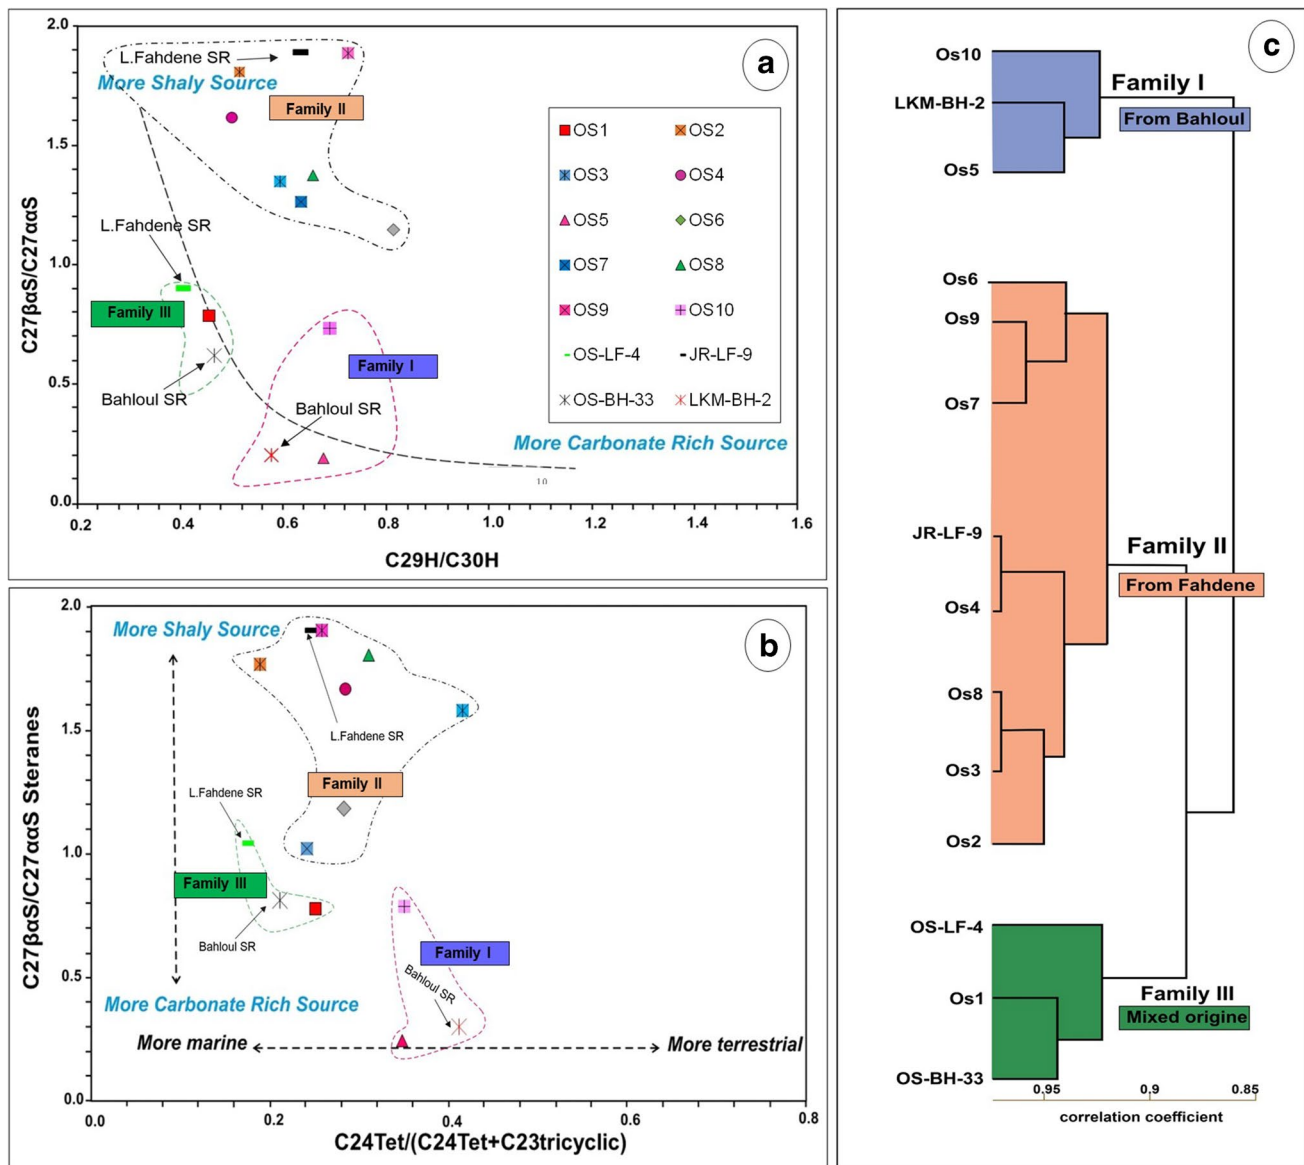 a
2.0
1.5
1.0
0.5
0.0
C27βαS/C27ααS
L.Fahdene SR
More Shaly Source
Family II
L.Fahdene SR
Family III
Bahloul SR
Family I
Bahloul SR
More Carbonate Rich Source
10
OS1 OS2
OS3 OS4
OS5 OS6
OS7 OS8
OS9 OS10
OS-LF-4 JR-LF-9
OS-BH-33 LKM-BH-2
0.2 0.4 0.6 0.8 1.0 1.2 1.4 1.6
C29H/C30H
b
2.0
1.5
1.0
0.5
0.0
C27βαS/C27ααS Steranes
More Shaly Source
L.Fahdene SR
Family II
L.Fahdene SR
Family III
Bahloul SR
Family I
Bahloul SR
More Carbonate Rich Source
More marine
More terrestrial
0.0 0.2 0.4 0.6 0.8
C24Tet/(C24Tet+C23tricyclic)
c
Os10
LKM-BH-2
Os5
Family I
From Bahloul
Os6
Os9
Os7
JR-LF-9
Os4
Os8
Os3
Os2
Family II
From Fahdene
OS-LF-4
Os1
OS-BH-33
Family III
Mixed origine
0.95 0.9 0.85
correlation coefficient